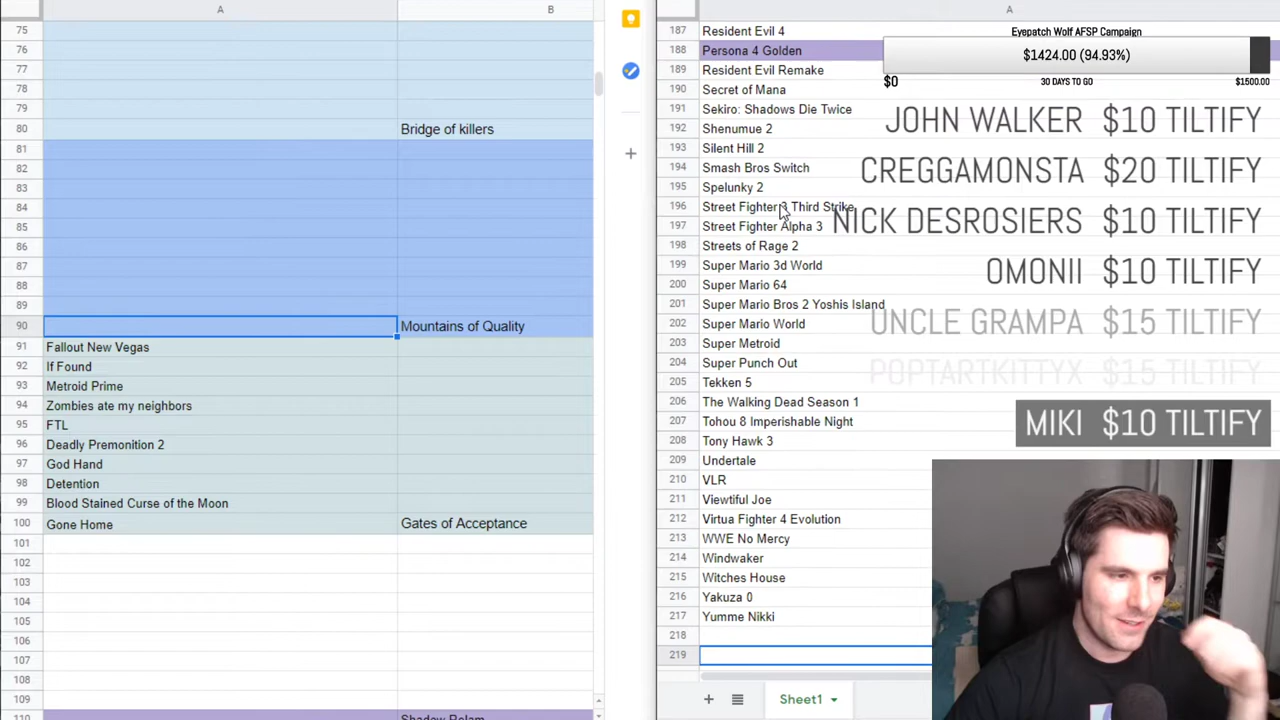 A
B
75
76
77
78
79
80 Bridge of killers
81
82
83
84
85
86
87
88
89
90 Mountains of Quality
91 Fallout New Vegas
92 If Found
93 Metroid Prime
94 Zombies ate my neighbors
95 FTL
96 Deadly Premonition 2
97 God Hand
98 Detention
99 Blood Stained Curse of the Moon
100 Gone Home Gates of Acceptance
101
102
103
104
105
106
107
108
109
110 Shadow Relam
A
187 Resident Evil 4
188 Persona 4 Golden
189 Resident Evil Remake
190 Secret of Mana
191 Sekiro: Shadows Die Twice
192 Shenumue 2
193 Silent Hill 2
194 Smash Bros Switch
195 Spelunky 2
196 Street Fighter 3 Third Strike
197 Street Fighter Alpha 3
198 Streets of Rage 2
199 Super Mario 3d World
200 Super Mario 64
201 Super Mario Bros 2 Yoshis Island
202 Super Mario World
203 Super Metroid
204 Super Punch Out
205 Tekken 5
206 The Walking Dead Season 1
207 Tohou 8 Imperishable Night
208 Tony Hawk 3
209 Undertale
210 VLR
211 Viewtiful Joe
212 Virtua Fighter 4 Evolution
213 WWE No Mercy
214 Windwaker
215 Witches House
216 Yakuza 0
217 Yumme Nikki
218
219
Sheet1
Eyepatch Wolf AFSP Campaign
$1424.00 (94.93%)
$0 30 DAYS TO GO $1500.00
JOHN WALKER $10 TILTIFY
CREGGAMONSTA $20 TILTIFY
NICK DESROSIERS $10 TILTIFY
OMONII $10 TILTIFY
UNCLE GRAMPA $15 TILTIFY
POPTARTKITTYX $15 TILTIFY
MIKI $10 TILTIFY